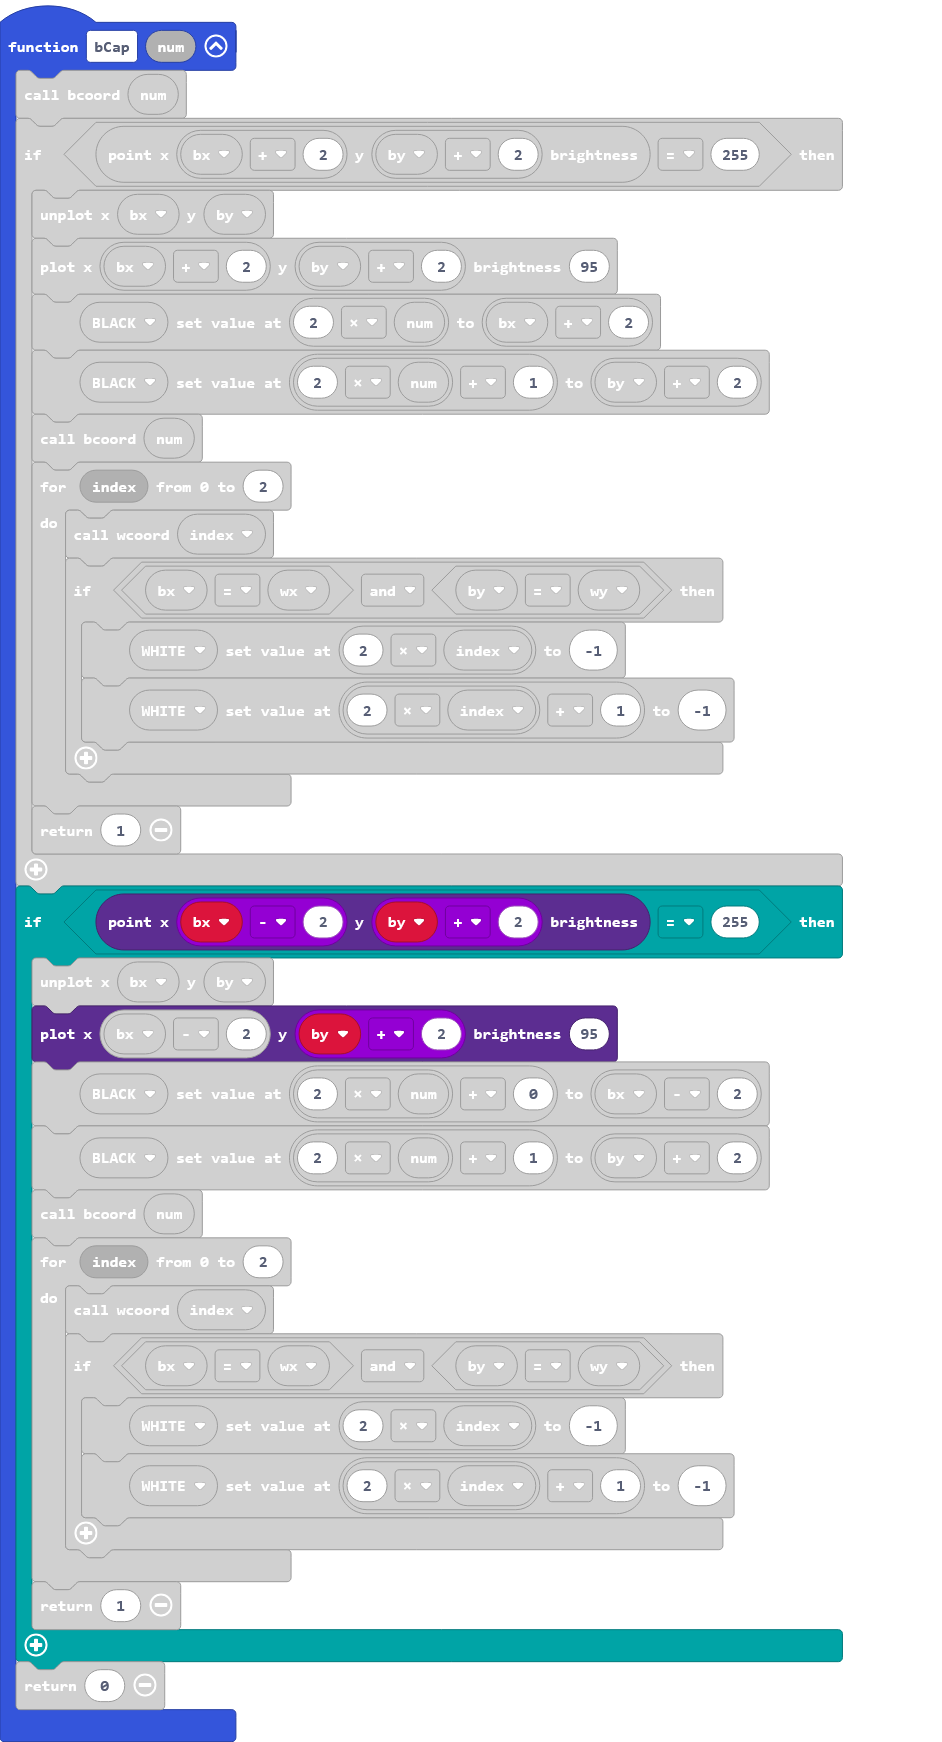 function bCap num
call bcoord num
if point x bx + 2 y by + 2 brightness = 255 then
unplot x bx y by
plot x bx + 2 y by + 2 brightness 95
BLACK set value at 2 × num to bx + 2
BLACK set value at 2 × num + 1 to by + 2
call bcoord num
for index from 0 to 2
do
call wcoord index
if bx = wx and by = wy then
WHITE set value at 2 × index to -1
WHITE set value at 2 × index + 1 to -1
return 1
if point x bx - 2 y by + 2 brightness = 255 then
unplot x bx y by
plot x bx - 2 y by + 2 brightness 95
BLACK set value at 2 × num + 0 to bx - 2
BLACK set value at 2 × num + 1 to by + 2
call bcoord num
for index from 0 to 2
do
call wcoord index
if bx = wx and by = wy then
WHITE set value at 2 × index to -1
WHITE set value at 2 × index + 1 to -1
return 1
return 0